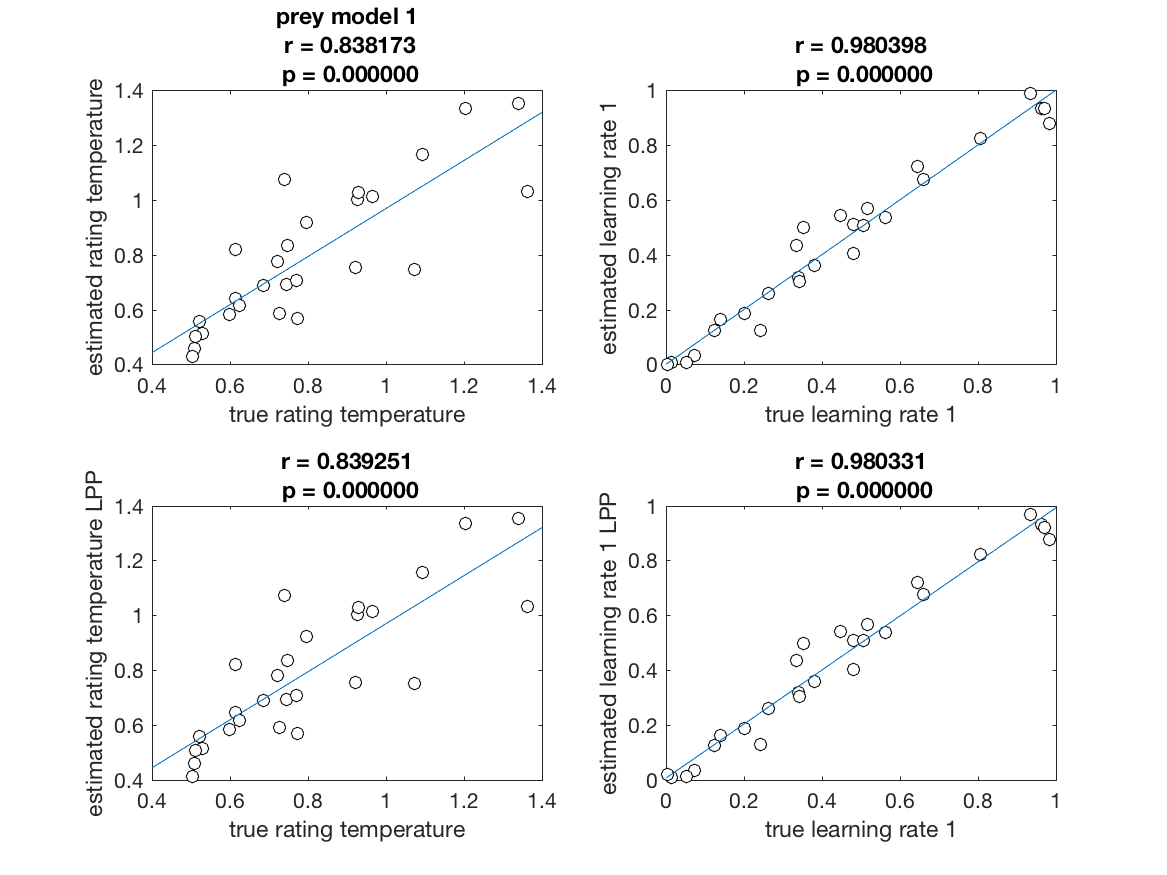 prey model 1
r = 0.838173
p = 0.000000
estimated rating temperature
1.4
1.2
1
0.8
0.6
0.4
0.4 0.6 0.8 1 1.2 1.4
true rating temperature
r = 0.980398
p = 0.000000
estimated learning rate 1
1
0.8
0.6
0.4
0.2
0
0 0.2 0.4 0.6 0.8 1
true learning rate 1
r = 0.839251
p = 0.000000
estimated rating temperature LPP
1.4
1.2
1
0.8
0.6
0.4
0.4 0.6 0.8 1 1.2 1.4
true rating temperature
r = 0.980331
p = 0.000000
estimated learning rate 1 LPP
1
0.8
0.6
0.4
0.2
0
0 0.2 0.4 0.6 0.8 1
true learning rate 1